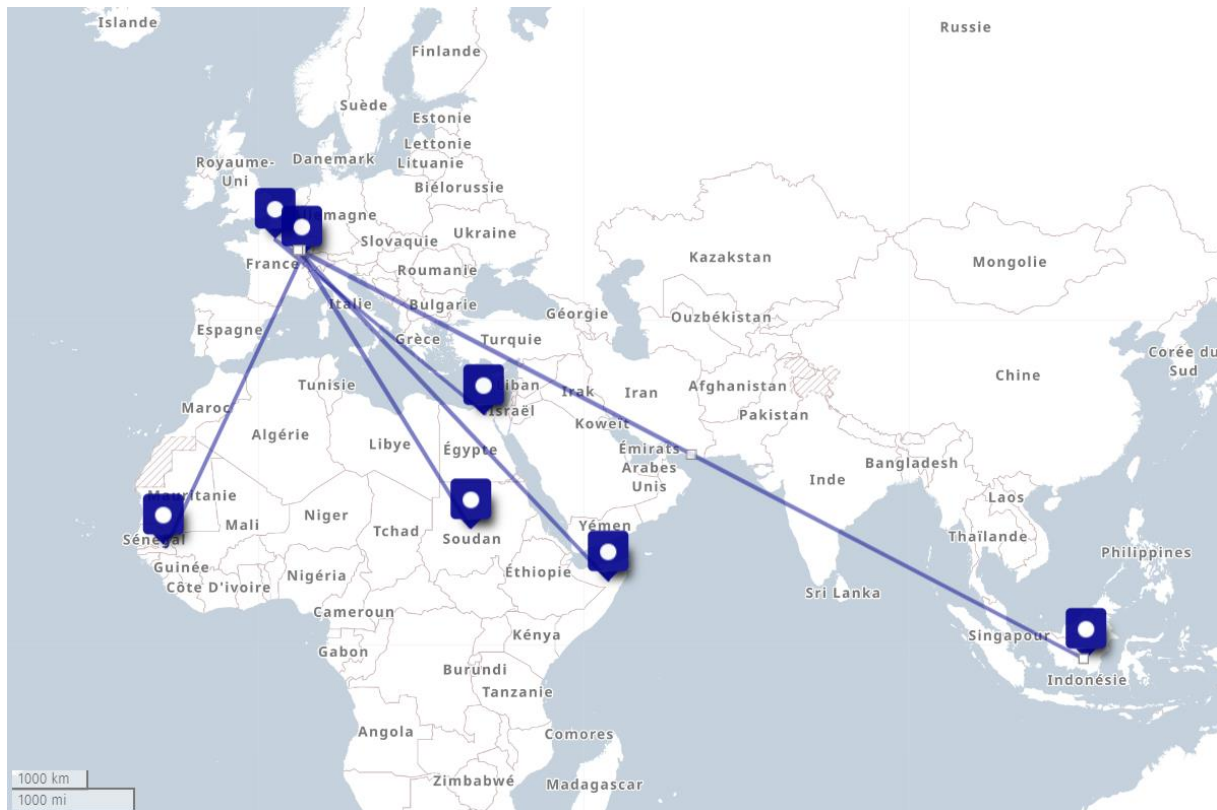 Islande
Russie
Finlande
Suède
Estonie
Lettonie
Royaume-
Uni
Danemark
Lituanie
Biélorussie
Allemagne
Ukraine
Slovaquie
Kazakstan
Mongolie
France
Roumanie
Italie
Bulgarie
Géorgie
Ouzbékistan
Espagne
Grèce
Turquie
Corée du
Sud
Tunisie
Liban
Irak
Iran
Afghanistan
Chine
Maroc
Israël
Pakistan
Algérie
Libye
Égypte
Koweït
Émirats
Arabes
Unis
Inde
Bangladesh
Mauritanie
Laos
Mali
Niger
Tchad
Soudan
Yémen
Thaïlande
Sénégal
Philippines
Guinée
Nigéria
Éthiopie
Côte D'ivoire
Sri Lanka
Cameroun
Kénya
Singapour
Gabon
Burundi
Indonésie
Tanzanie
Angola
Comores
Zimbabwé
Madagascar
1000 km
1000 mi